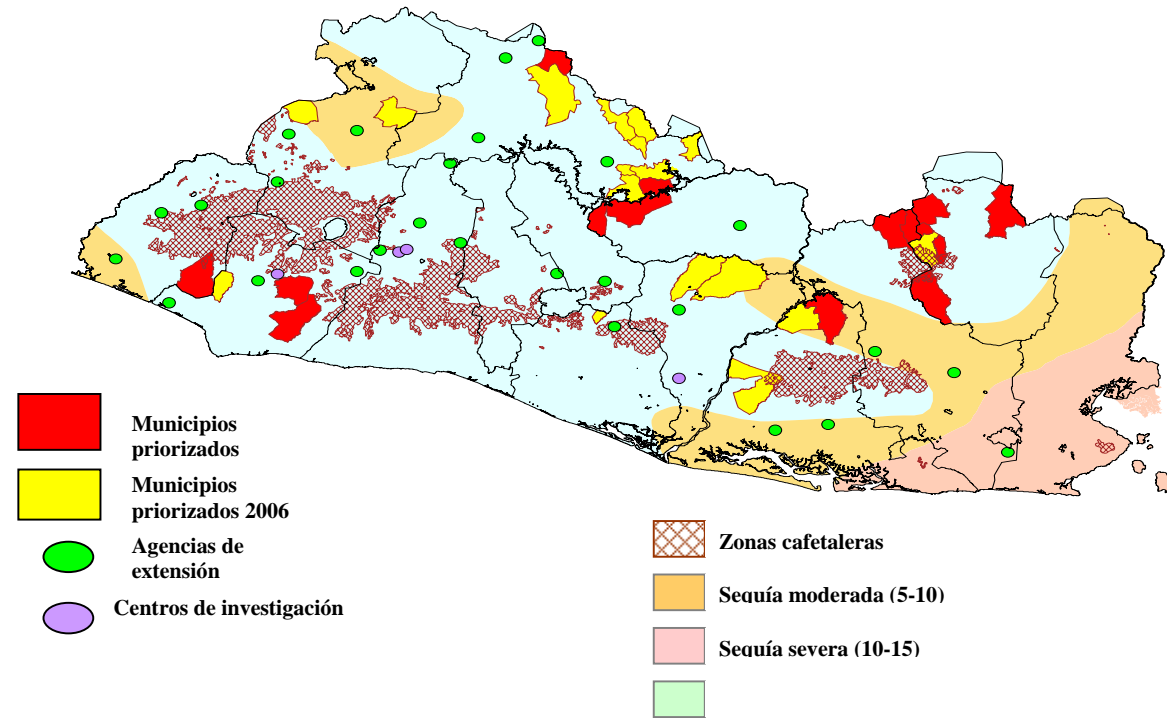 Municipios
priorizados
Municipios
priorizados 2006
Agencias de
extensión
Centros de investigación
Zonas cafetaleras
Sequía moderada (5-10)
Sequía severa (10-15)